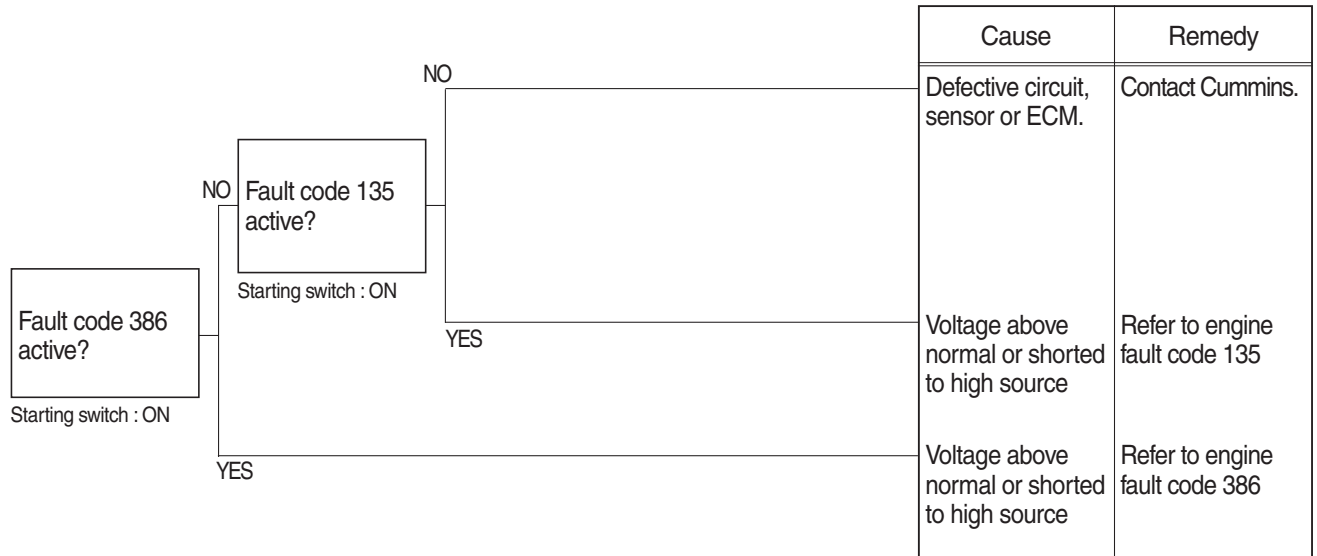 Cause
Remedy
NO
Defective circuit,
sensor or ECM.
Contact Cummins.
NO
Fault code 135
active?
Starting switch : ON
Fault code 386
active?
Starting switch : ON
YES
Voltage above
normal or shorted
to high source
Refer to engine
fault code 135
YES
Voltage above
normal or shorted
to high source
Refer to engine
fault code 386